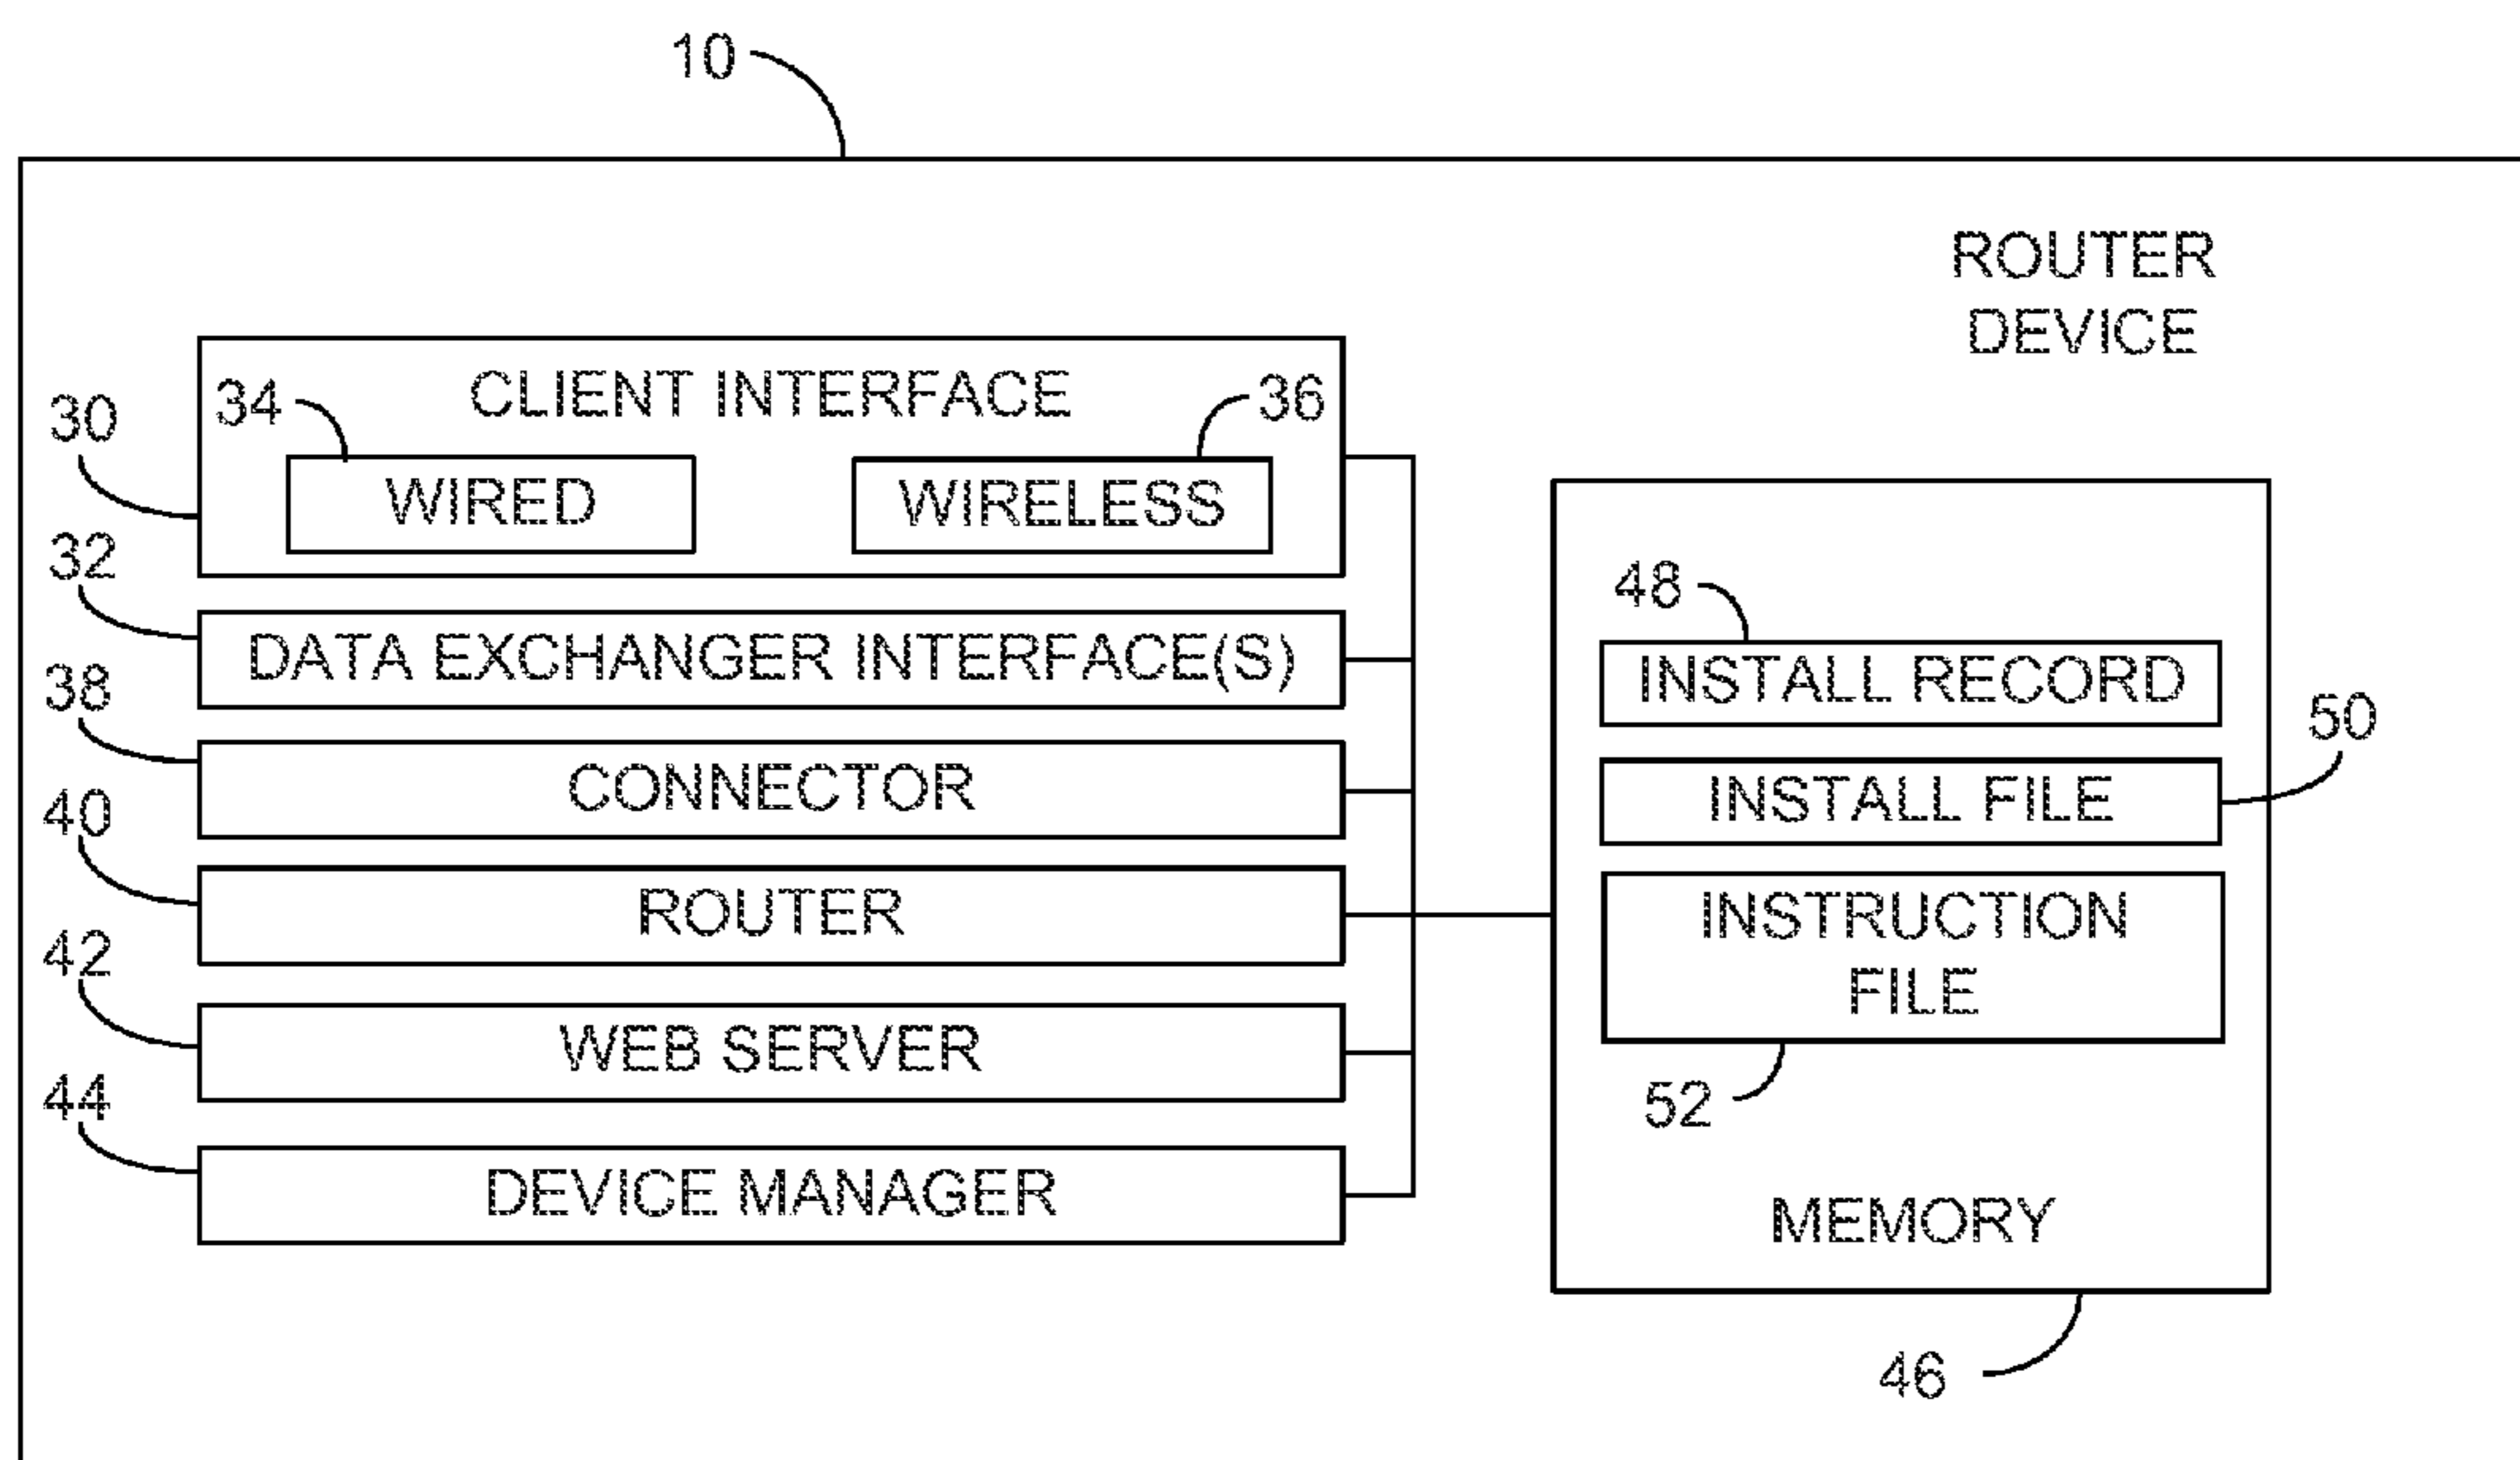 10
ROUTER
DEVICE
CLIENT INTERFACE
34
36
30
WIRED
WIRELESS
32
DATA EXCHANGER INTERFACE(S)
38
CONNECTOR
40
ROUTER
42
WEB SERVER
44
DEVICE MANAGER
48
INSTALL RECORD
50
INSTALL FILE
INSTRUCTION
FILE
52
MEMORY
46